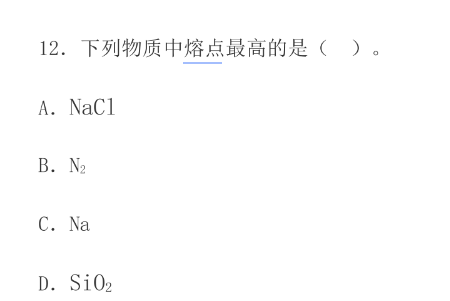 12. 下列物质中熔点最高的是（ ）。
A. NaCl
B. N₂
C. Na
D. SiO₂